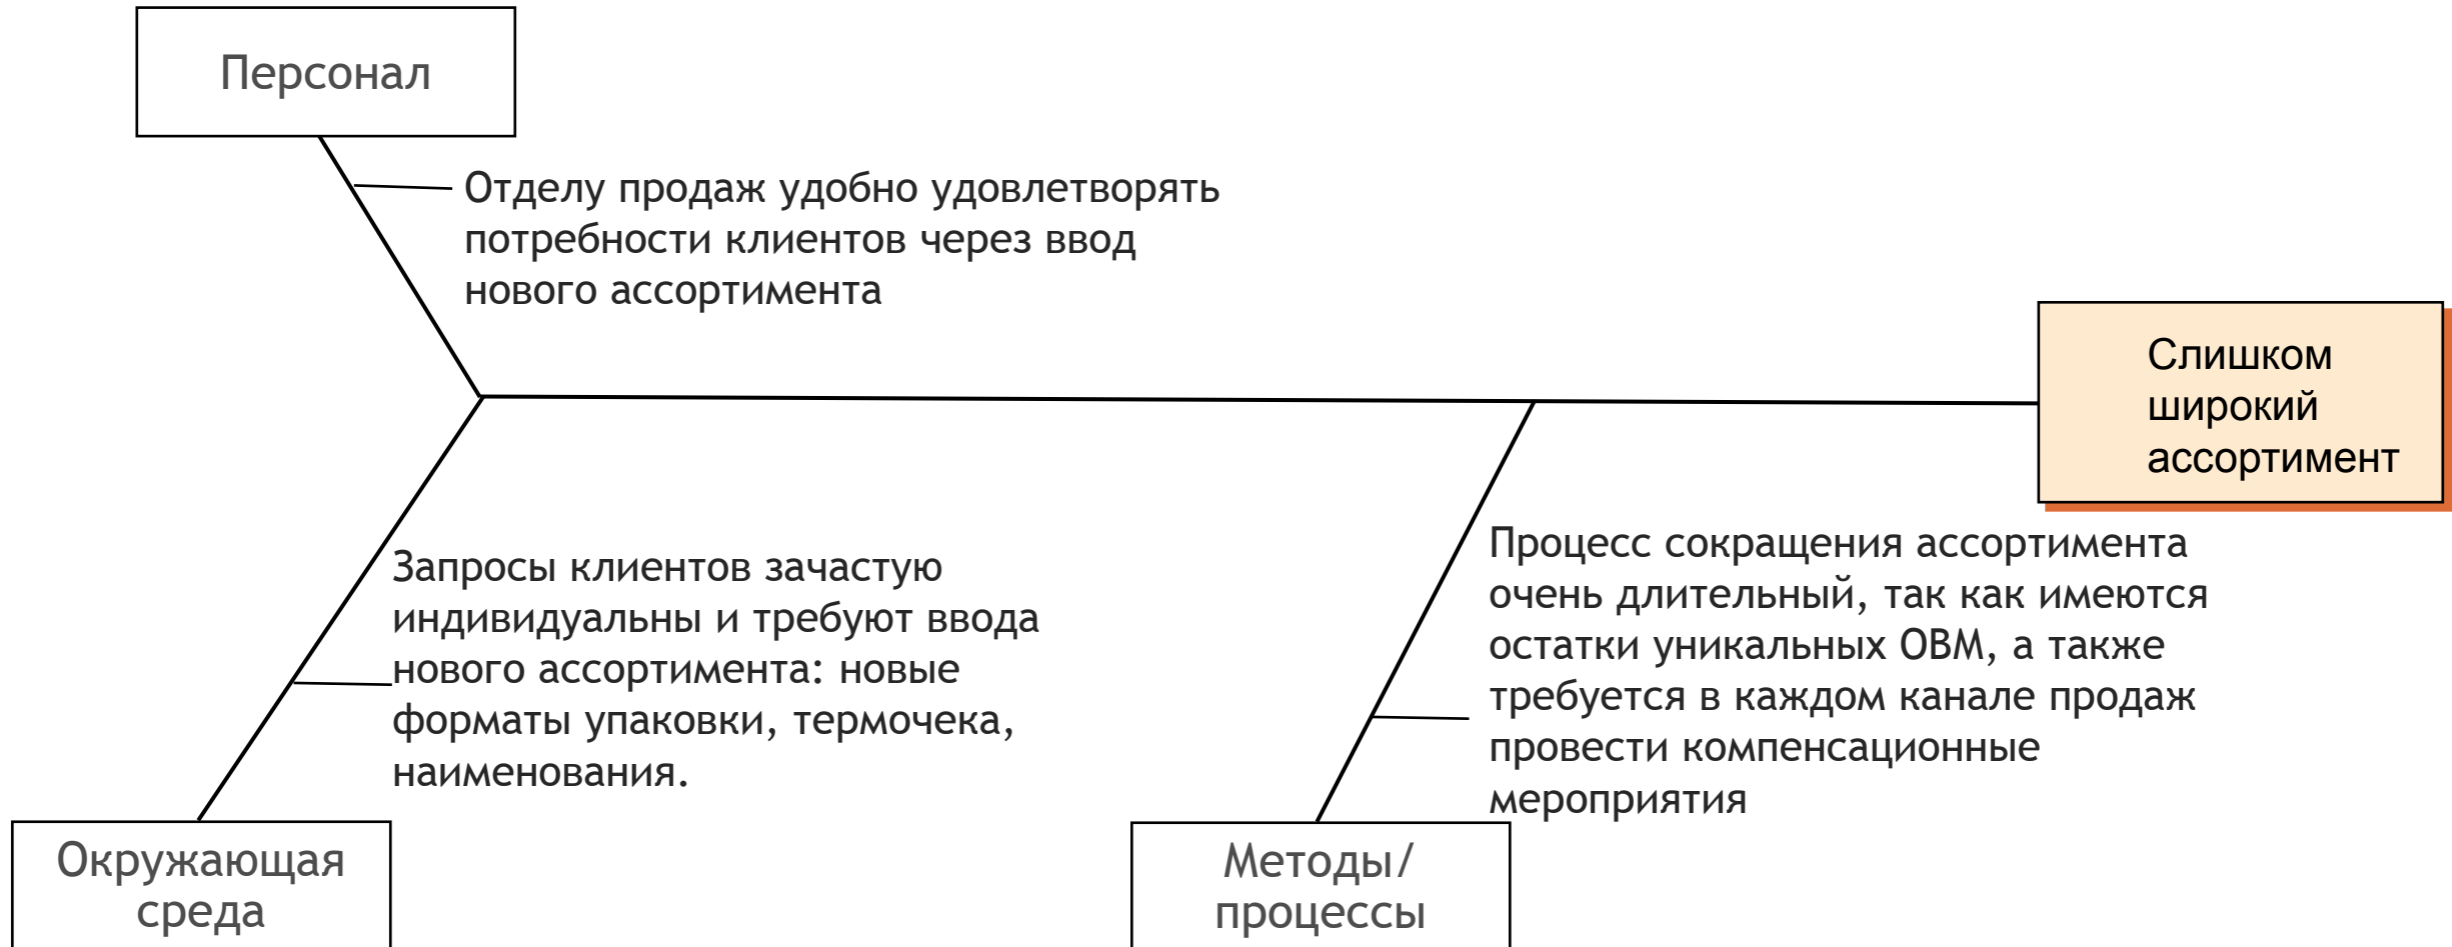 Персонал
Отделу продаж удобно удовлетворять
потребности клиентов через ввод
нового ассортимента
Слишком
широкий
ассортимент
Запросы клиентов зачастую
индивидуальны и требуют ввода
нового ассортимента: новые
форматы упаковки, термочека,
наименования.
Процесс сокращения ассортимента
очень длительный, так как имеются
остатки уникальных ОВМ, а также
требуется в каждом канале продаж
провести компенсационные
мероприятия
Окружающая
среда
Методы/
процессы